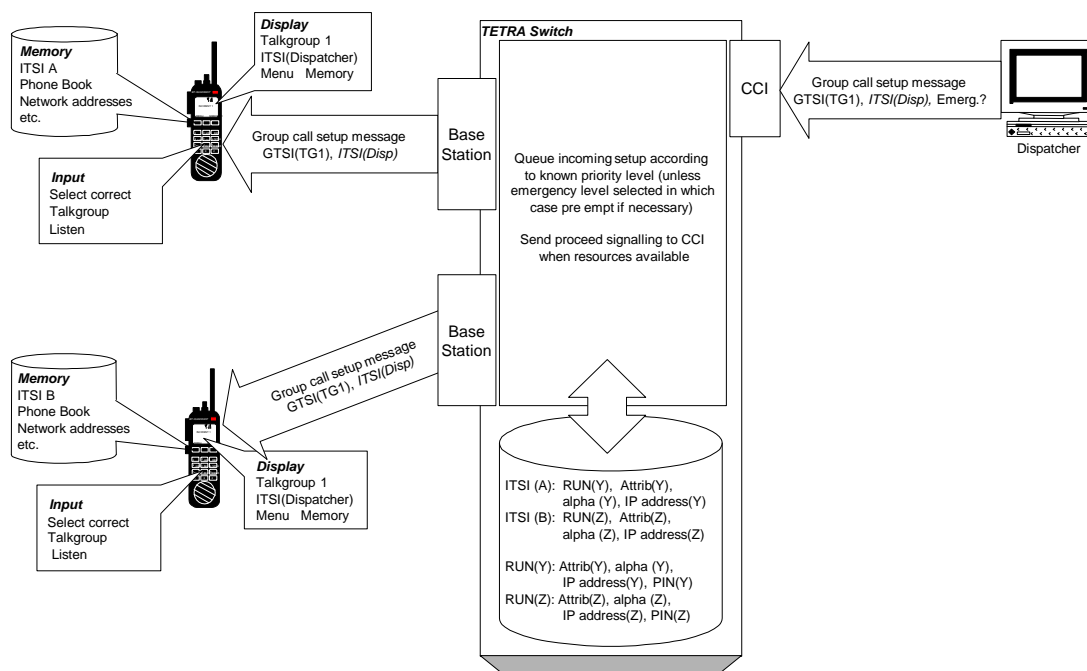 Memory
ITSI A
Phone Book
Network addresses
etc.
Display
Talkgroup 1
ITSI(Dispatcher)
Menu Memory
Input
Select correct
Talkgroup
Listen
Group call setup message
GTSI(TG1), ITSI(Disp)
Base
Station
TETRA Switch
Queue incoming setup according
to known priority level (unless
emergency level selected in which
case pre empt if necessary)
Send proceed signalling to CCI
when resources available
CCI
Group call setup message
GTSI(TG1), ITSI(Disp), Emerg.?
Dispatcher
Memory
ITSI B
Phone Book
Network addresses
etc.
Input
Select correct
Talkgroup
Listen
Display
Talkgroup 1
ITSI(Dispatcher)
Menu Memory
Group call setup message
GTSI(TG1), ITSI(Disp)
Base
Station
ITSI (A): RUN(Y), Attrib(Y),
alpha (Y), IP address(Y)
ITSI (B): RUN(Z), Attrib(Z),
alpha (Z), IP address(Z)
RUN(Y): Attrib(Y), alpha (Y),
IP address(Y), PIN(Y)
RUN(Z): Attrib(Z), alpha (Z),
IP address(Z), PIN(Z)